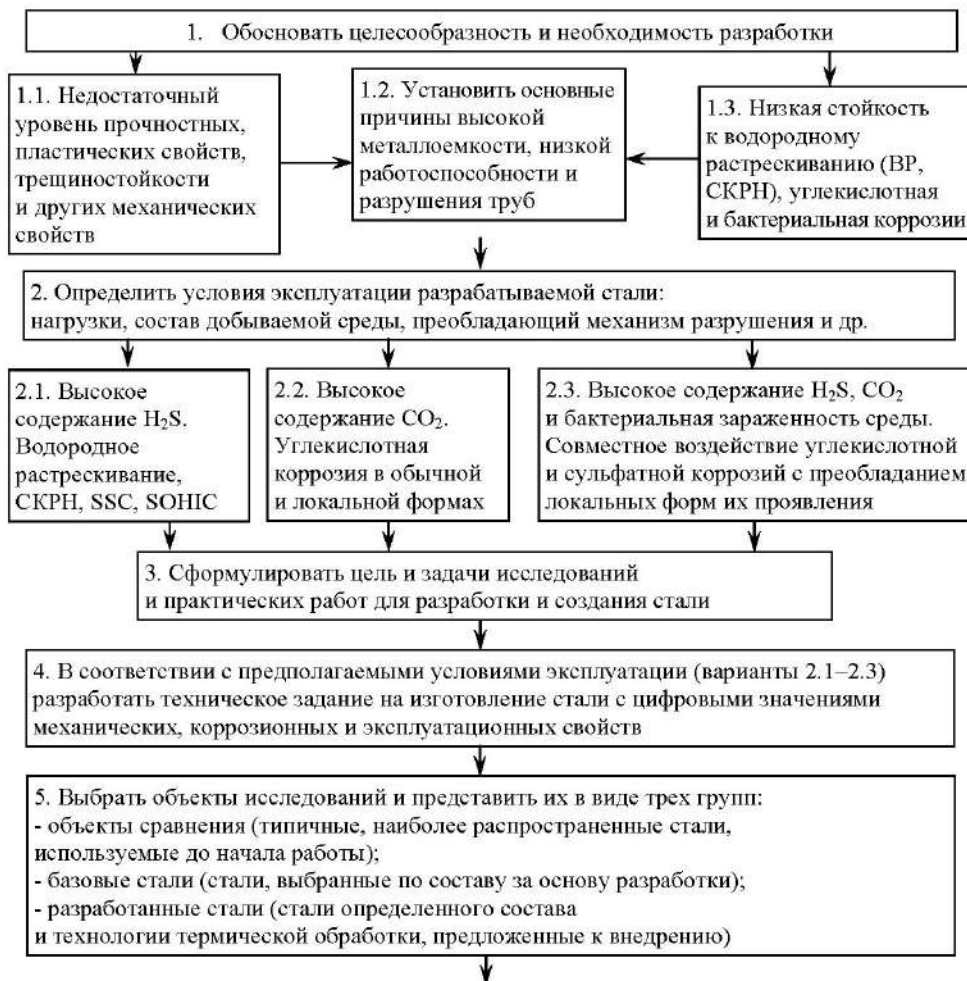 1. Обосновать целесообразность и необходимость разработки
1.1. Недостаточный
уровень прочностных,
пластических свойств,
трещиностойкости
и других механических
свойств
1.2. Установить основные
причины высокой
металлоемкости, низкой
работоспособности и
разрушения труб
1.3. Низкая стойкость
к водородному
растрескиванию (ВР,
СКРН), углекислотная
и бактериальная коррозии
2. Определить условия эксплуатации разрабатываемой стали:
нагрузки, состав добываемой среды, преобладающий механизм разрушения и др.
2.1. Высокое
содержание H₂S.
Водородное
растрескивание,
СКРН, SSC, SOHIC
2.2. Высокое
содержание CO₂.
Углекислотная
коррозия в обычной
и локальной формах
2.3. Высокое содержание H₂S, CO₂
и бактериальная зараженность среды.
Совместное воздействие углекислотной
и сульфатной коррозий с преобладанием
локальных форм их проявления
3. Сформулировать цель и задачи исследований
и практических работ для разработки и создания стали
4. В соответствии с предполагаемыми условиями эксплуатации (варианты 2.1–2.3)
разработать техническое задание на изготовление стали с цифровыми значениями
механических, коррозионных и эксплуатационных свойств
5. Выбрать объекты исследований и представить их в виде трех групп:
- объекты сравнения (типичные, наиболее распространенные стали,
используемые до начала работы);
- базовые стали (стали, выбранные по составу за основу разработки);
- разработанные стали (стали определенного состава
и технологии термической обработки, предложенные к внедрению)